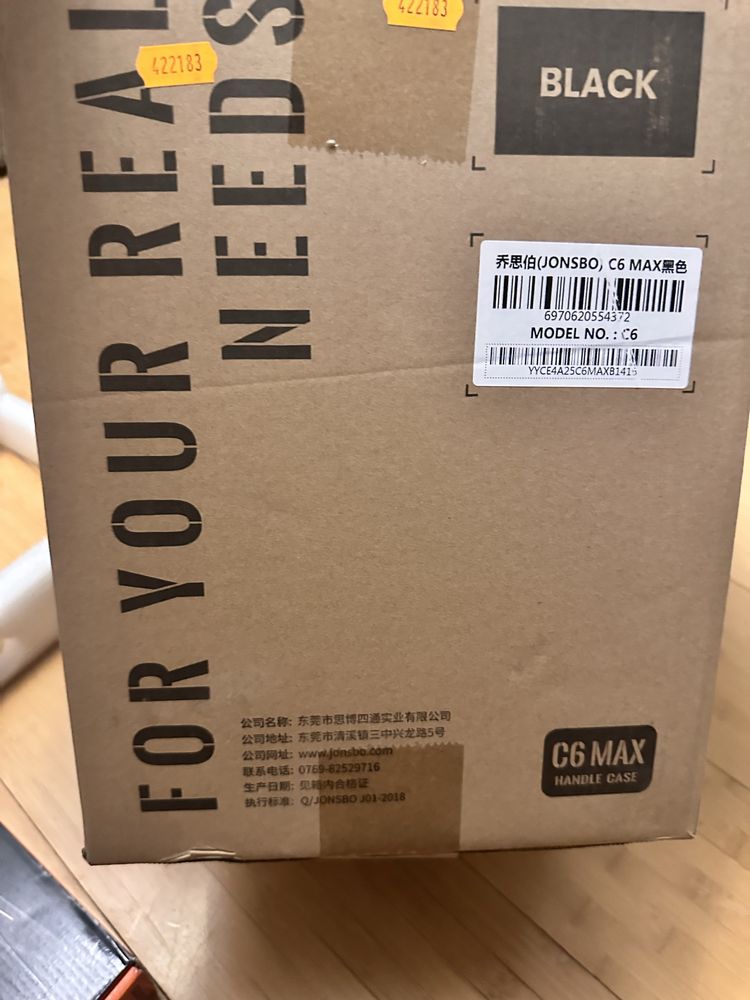 422183
422183
BLACK
FOR YOUR REAL
NEEDS
乔思伯(JONSBO) C6 MAX黑色
6970620554372
MODEL NO. : C6
YYCE4A25C6MAXB1415
公司名称: 东莞市思博四通实业有限公司
公司地址: 东莞市清溪镇三中兴龙路5号
公司网址: www.jonsbo.com
联系电话: 0769-82529716
生产日期: 见箱内合格证
执行标准: Q/JONSBO J01-2018
C6 MAX
HANDLE CASE